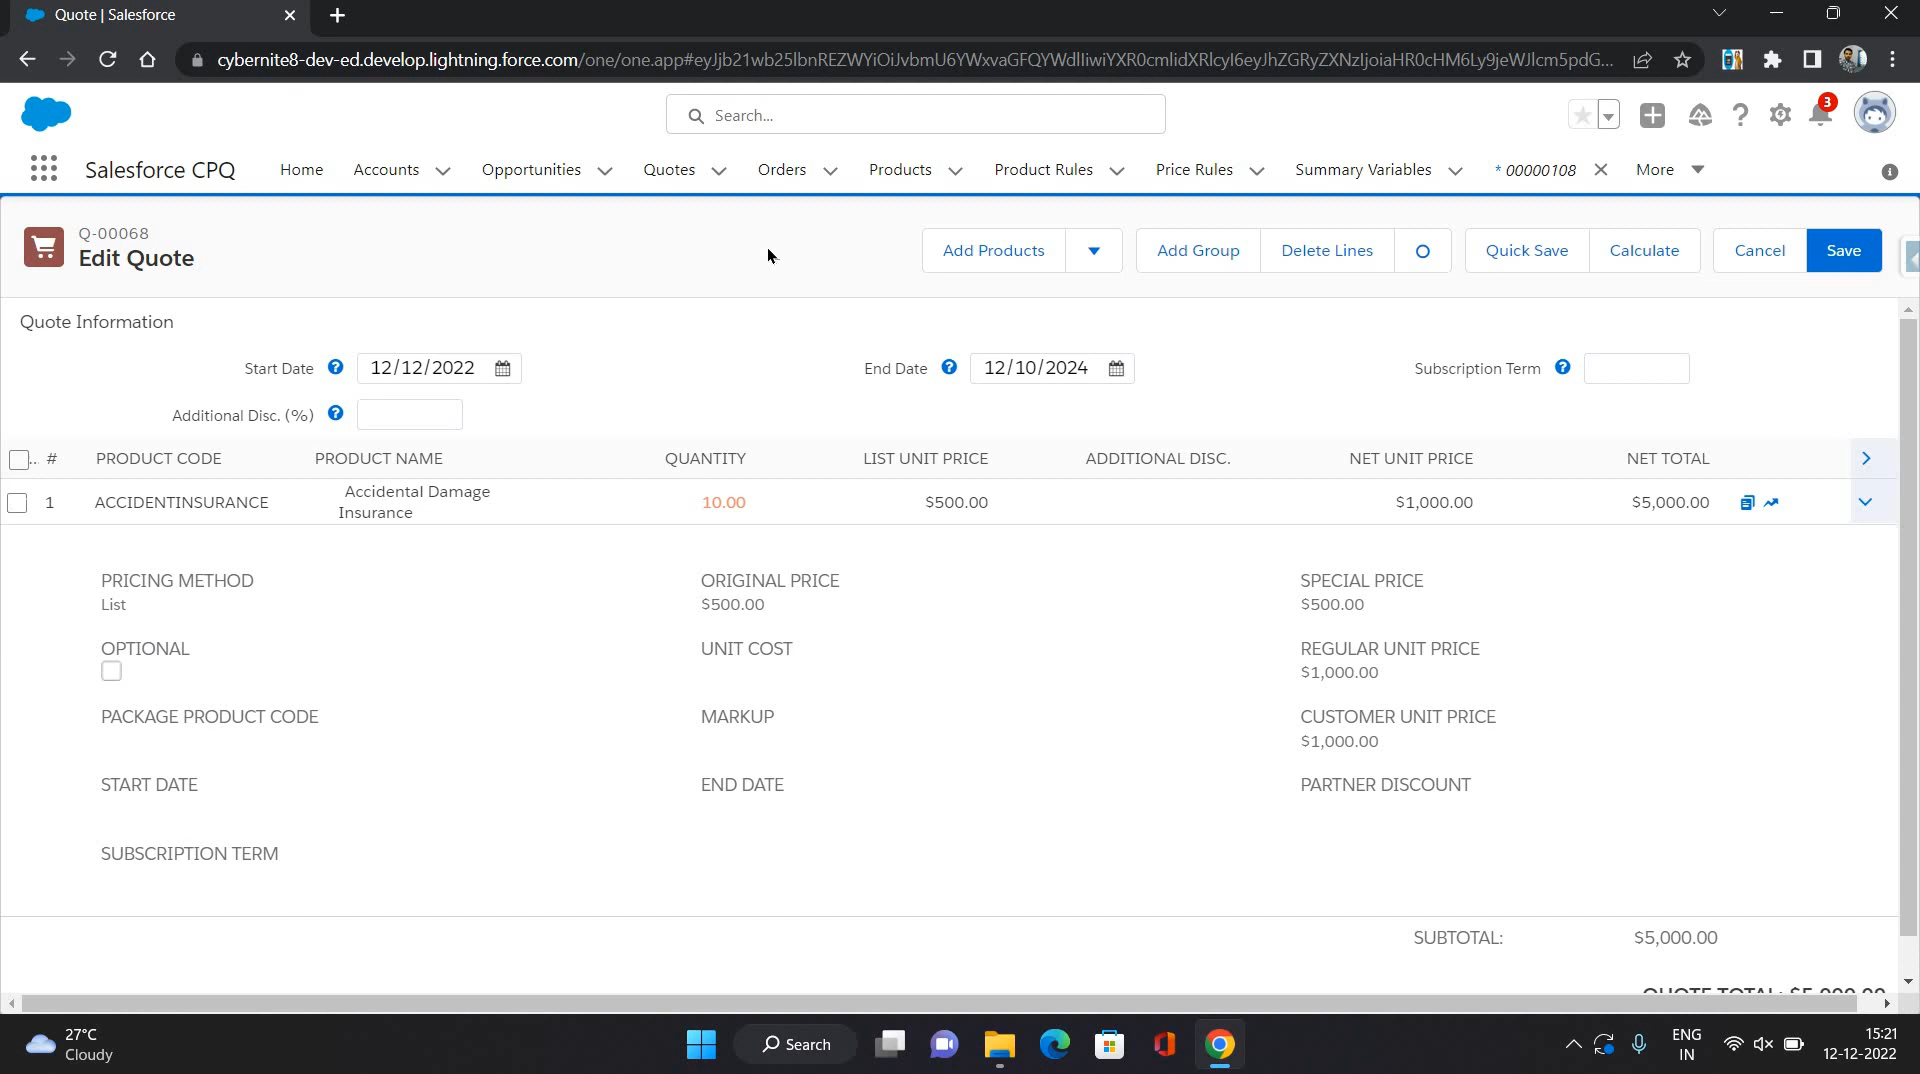 Quote | Salesforce
cybernite8-dev-ed.develop.lightning.force.com/one/one.app#eyJjb21wb25lbnREZWYiOiJvbmU6YWxvaGFQYWdlIiwiYXR0cmlidXRlcyI6eyJhZGRyZXNzIjoiaHR0cHM6Ly9jeWJlcm5pdG...
Search...
3
Salesforce CPQ Home Accounts Opportunities Quotes Orders Products Product Rules Price Rules Summary Variables * 00000108 More
Q-00068
Edit Quote
Add Products Add Group Delete Lines Quick Save Calculate Cancel Save
Quote Information
Start Date 12/12/2022 End Date 12/10/2024 Subscription Term
Additional Disc. (%)
... # PRODUCT CODE PRODUCT NAME QUANTITY LIST UNIT PRICE ADDITIONAL DISC. NET UNIT PRICE NET TOTAL
1 ACCIDENTINSURANCE Accidental Damage Insurance 10.00 $500.00 $1,000.00 $5,000.00
PRICING METHOD ORIGINAL PRICE SPECIAL PRICE
List $500.00 $500.00
OPTIONAL UNIT COST REGULAR UNIT PRICE
$1,000.00
PACKAGE PRODUCT CODE MARKUP CUSTOMER UNIT PRICE
$1,000.00
START DATE END DATE PARTNER DISCOUNT
SUBSCRIPTION TERM
SUBTOTAL: $5,000.00
QUOTE TOTAL: $5,000.00
27°C
Cloudy
Search
ENG
IN
15:21
12-12-2022